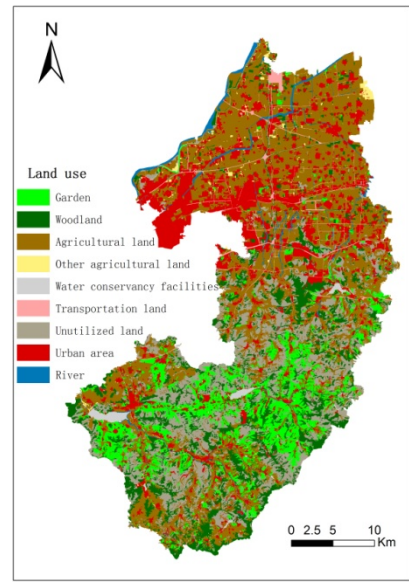 N
Land use
Garden
Woodland
Agricultural land
Other agricultural land
Water conservancy facilities
Transportation land
Unutilized land
Urban area
River
0 2.5 5 10
Km